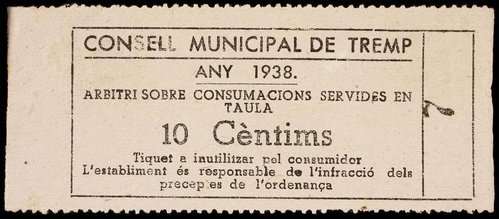 CONSELL MUNICIPAL DE TREMP
ANY 1938.
ARBITRI SOBRE CONSUMACIONS SERVIDES EN
TAULA
10 Cèntims
Tiquet a inutilitzar pel consumidor
L'establiment és responsable de l'infracció dels
preceptes de l'ordenança
7